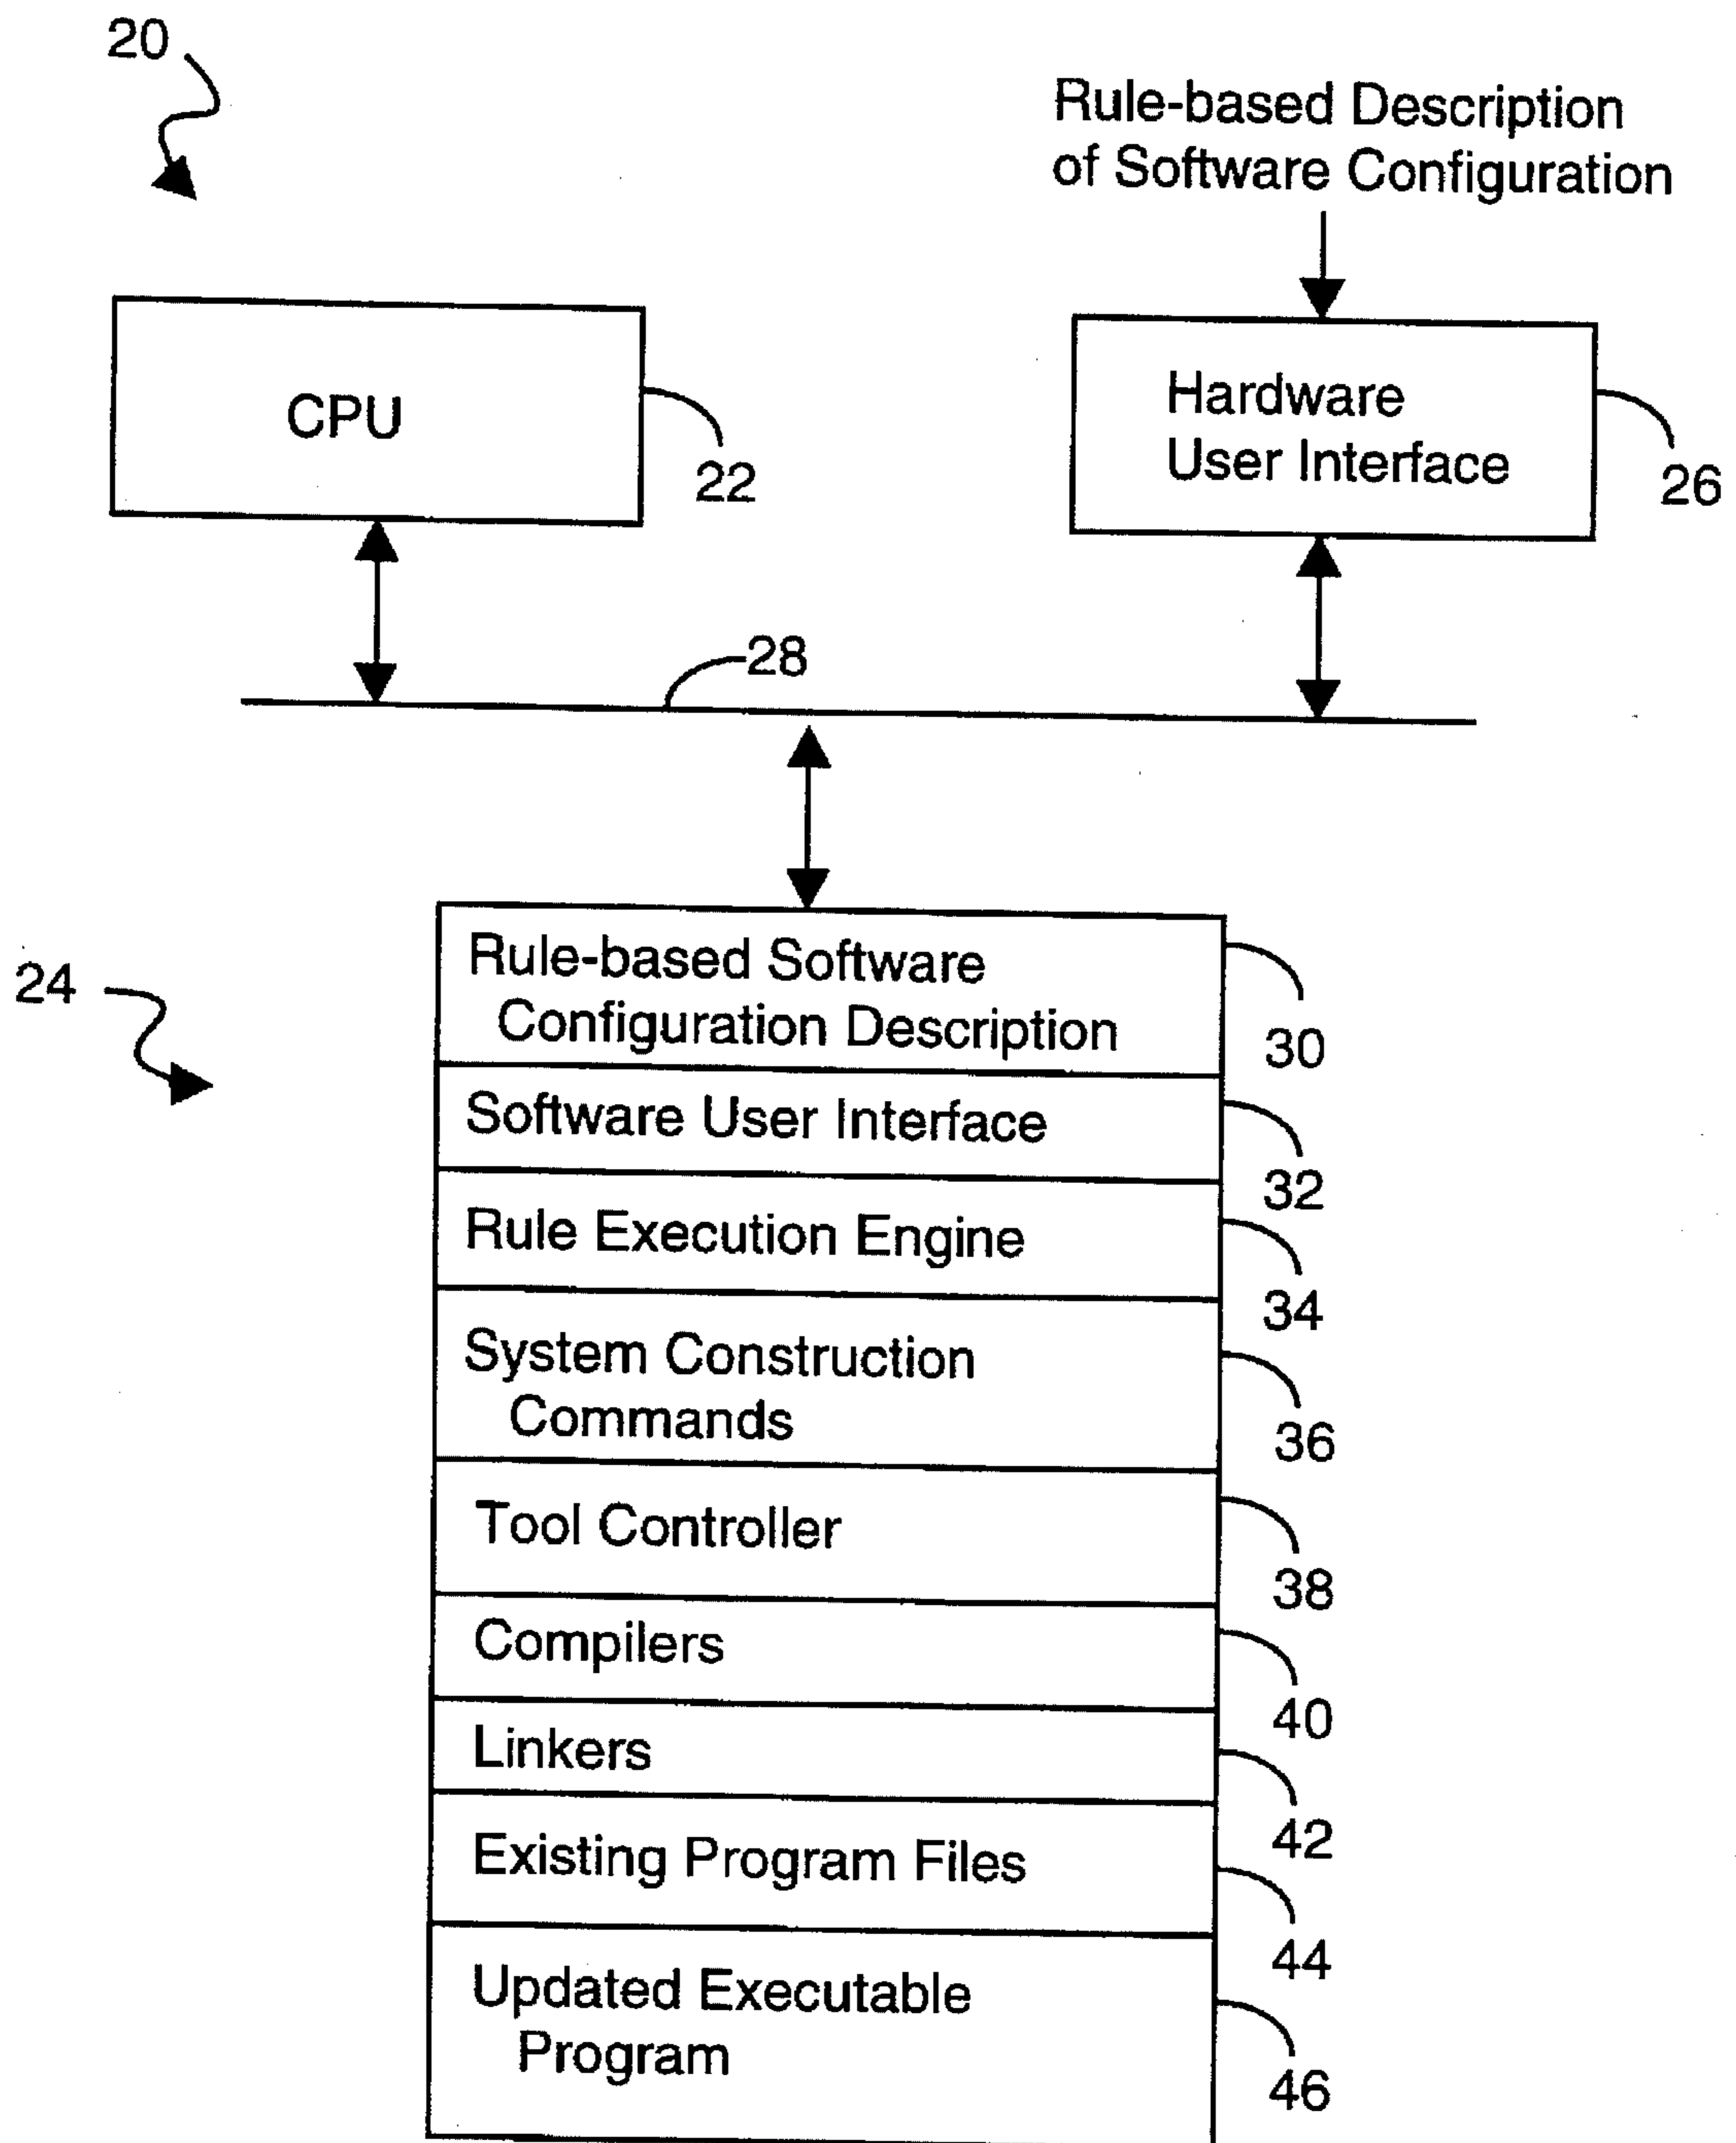 20
Rule-based Description
of Software Configuration
CPU
22
Hardware
User Interface
26
28
24
Rule-based Software
Configuration Description
30
Software User Interface
32
Rule Execution Engine
34
System Construction
Commands
36
Tool Controller
38
Compilers
40
Linkers
42
Existing Program Files
44
Updated Executable
Program
46